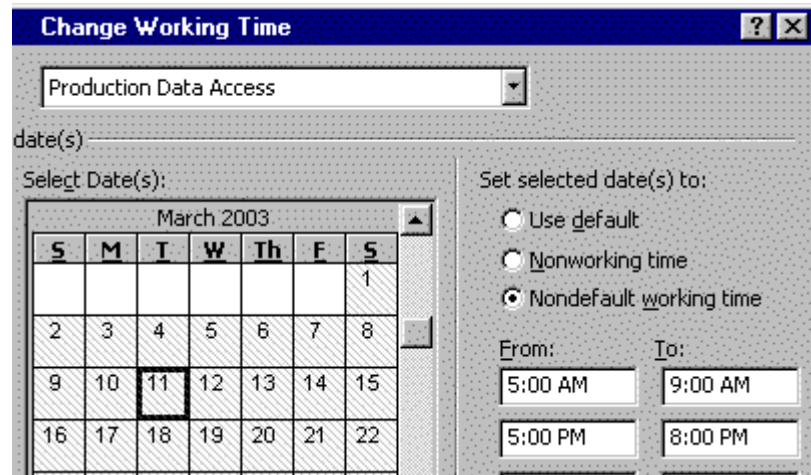 Change Working Time
Production Data Access
date(s)
Select Date(s):
March 2003
S M T W Th F S
1
2 3 4 5 6 7 8
9 10 11 12 13 14 15
16 17 18 19 20 21 22
Set selected date(s) to:
Use default
Nonworking time
Nondefault working time
From: To:
5:00 AM 9:00 AM
5:00 PM 8:00 PM